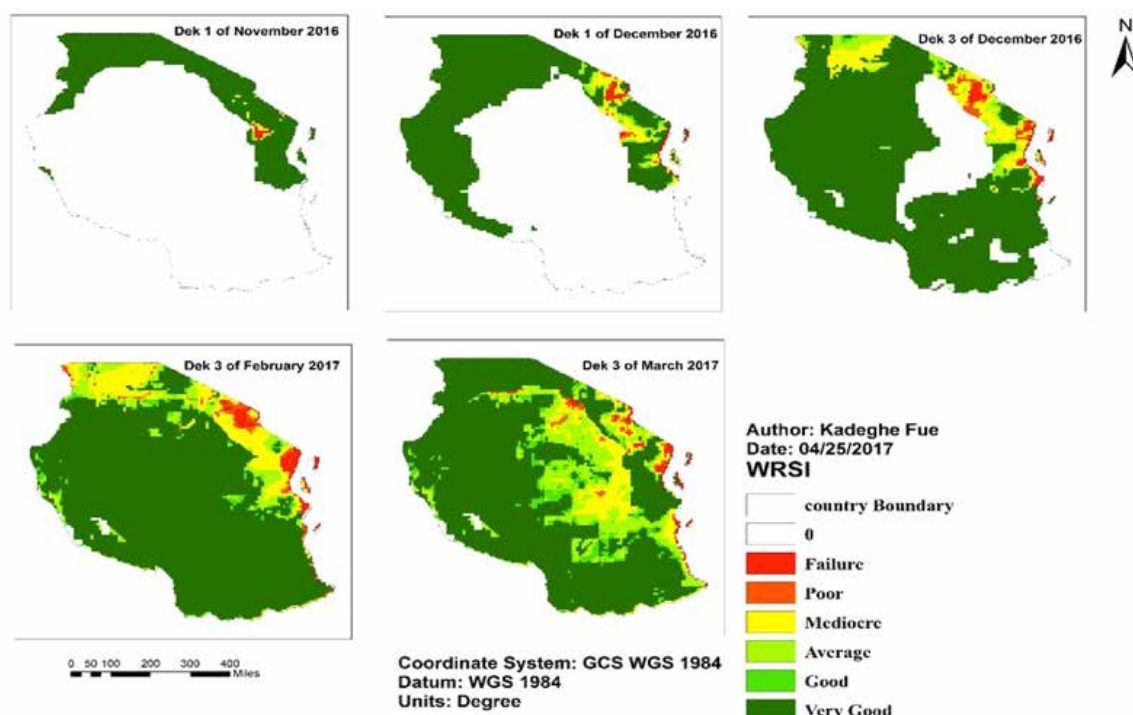 Dek 1 of November 2016
Dek 1 of December 2016
Dek 3 of December 2016
N
Dek 3 of February 2017
Dek 3 of March 2017
Author: Kadeghe Fue
Date: 04/25/2017
WRSI
country Boundary
0
Failure
Poor
Mediocre
Average
Good
Very Good
0 50 100 200 300 400
Miles
Coordinate System: GCS WGS 1984
Datum: WGS 1984
Units: Degree